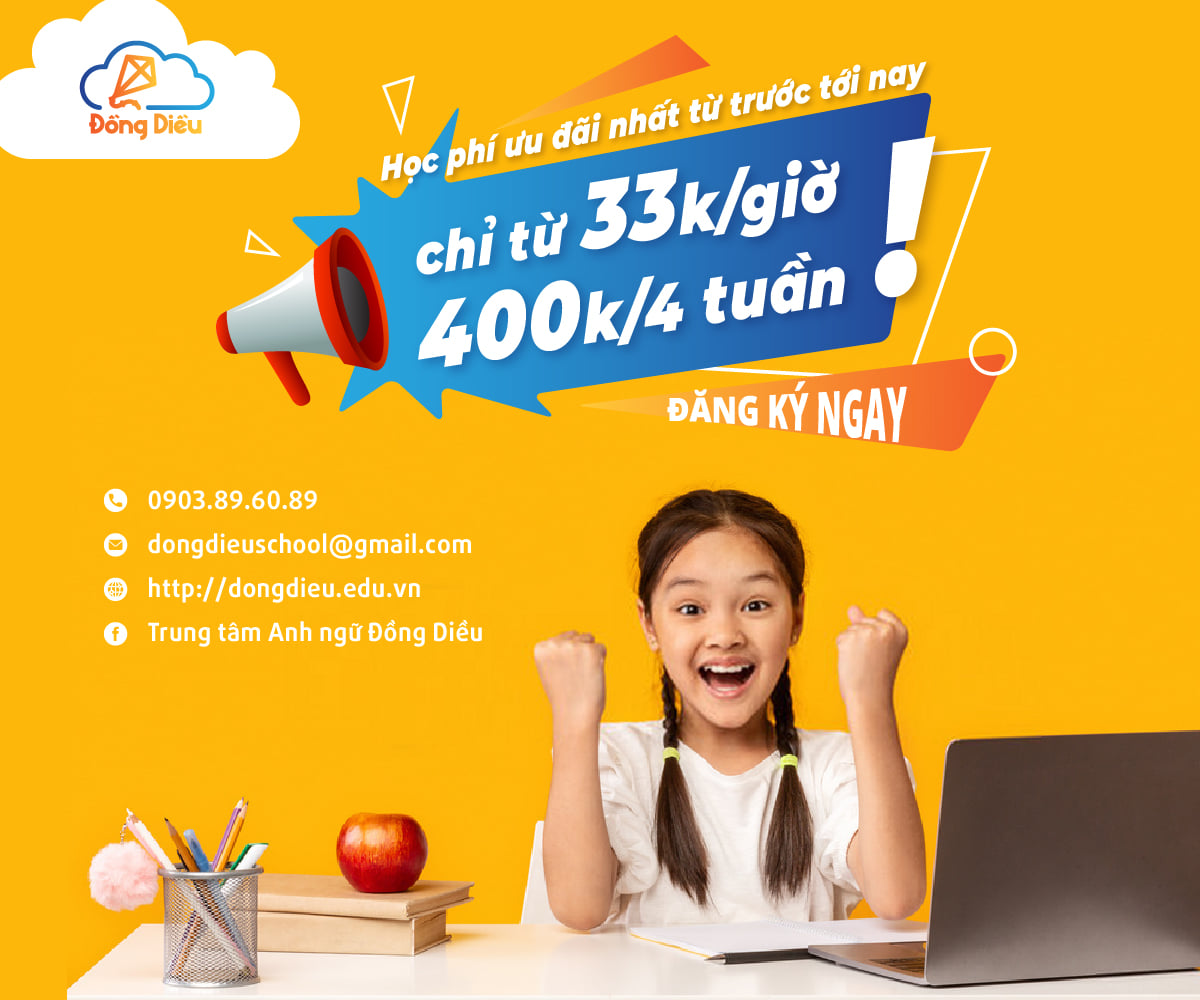 Đồng Diều
Học phí ưu đãi nhất từ trước tới nay
chỉ từ 33k/giờ
400k/4 tuần !
ĐĂNG KÝ NGAY
0903.89.60.89
dongdieuschool@gmail.com
http://dongdieu.edu.vn
Trung tâm Anh ngữ Đồng Diều